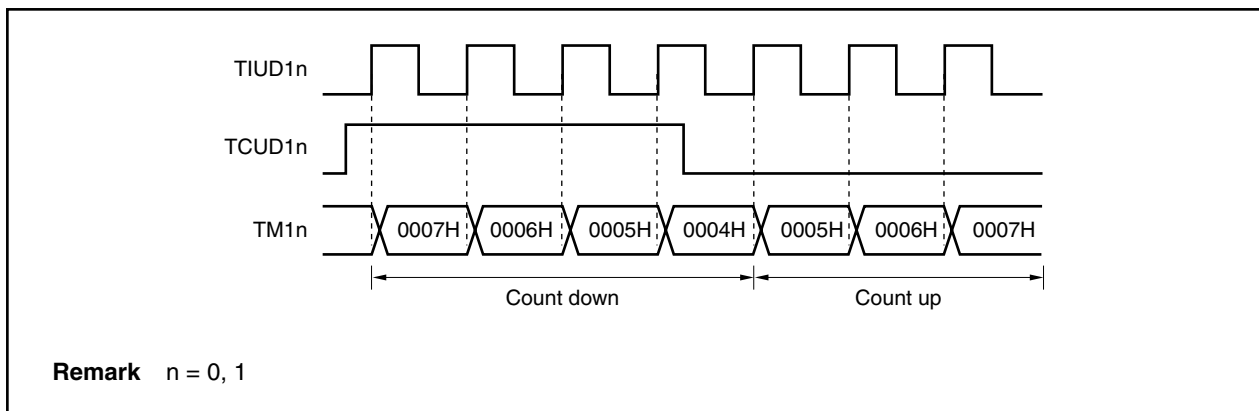 TIUD1n
TCUD1n
TM1n 0007H 0006H 0005H 0004H 0005H 0006H 0007H
Count down Count up
Remark n = 0, 1